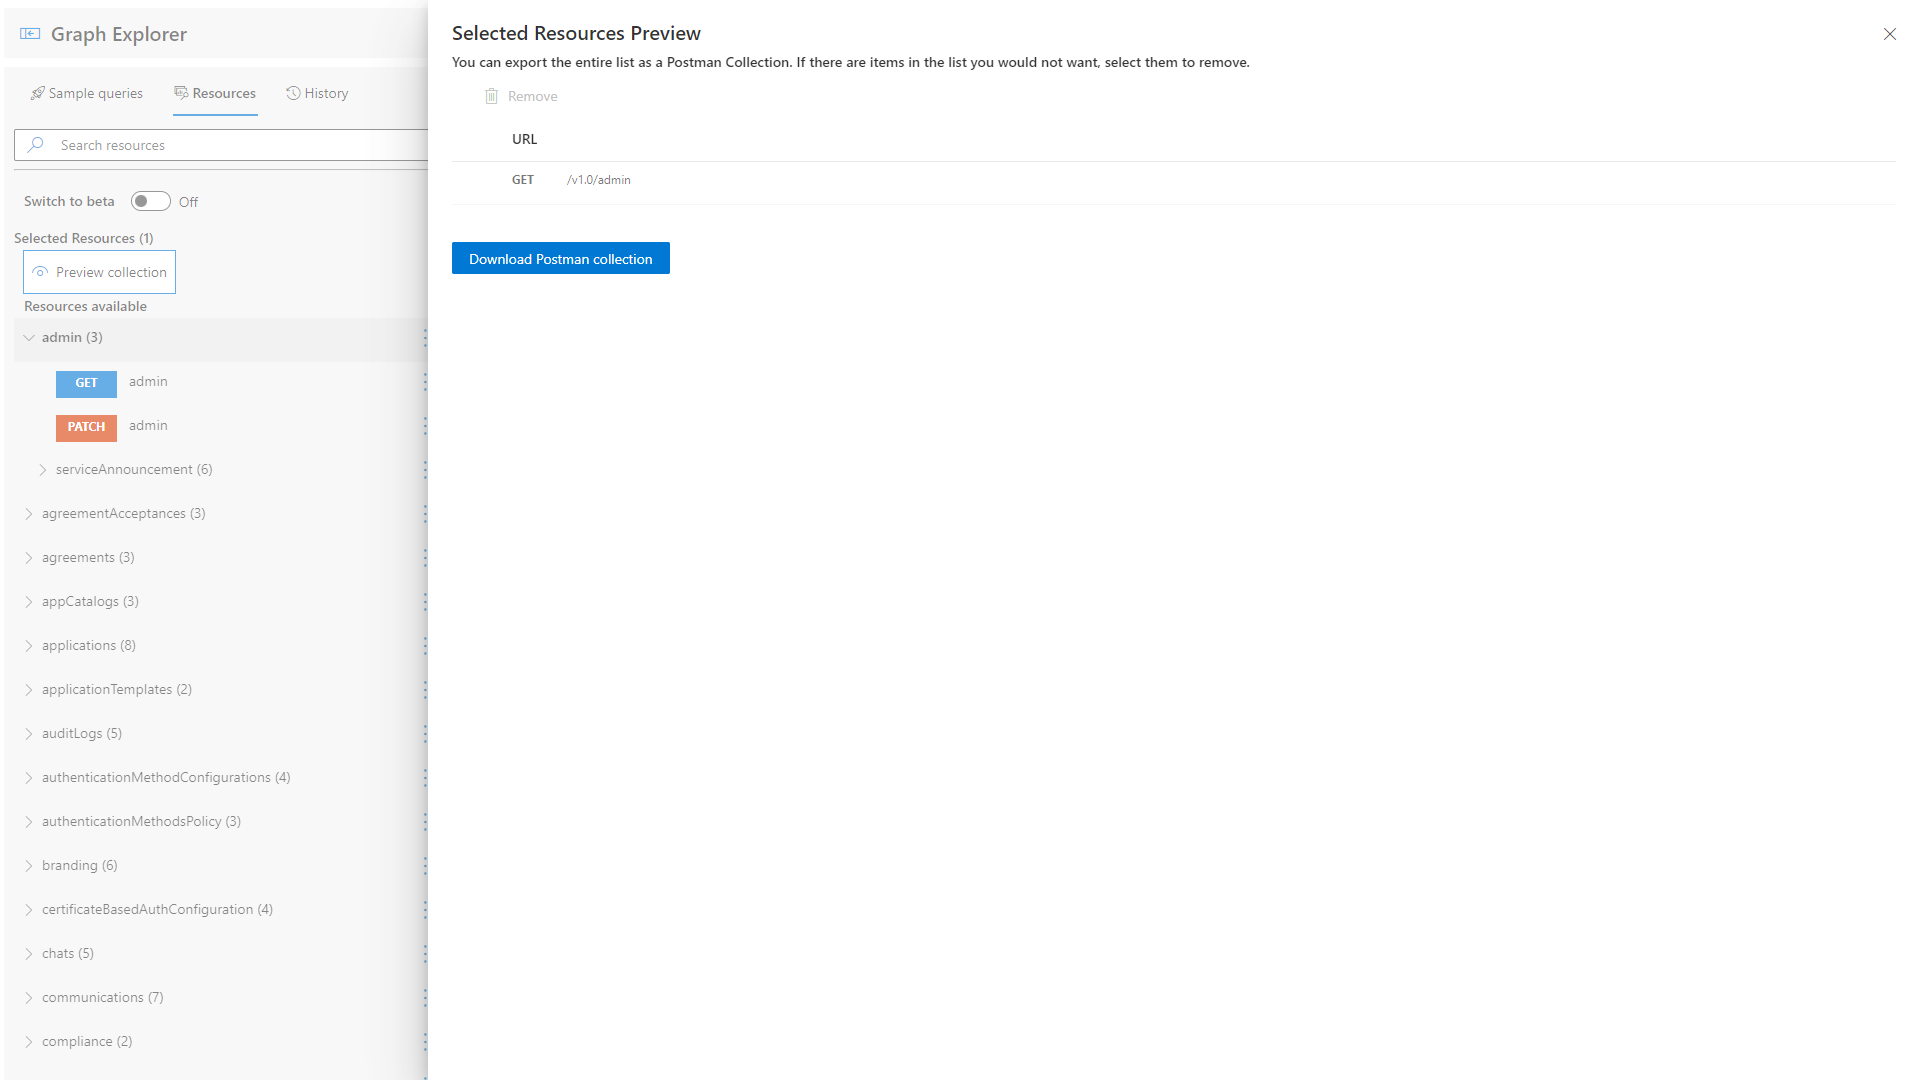 Graph Explorer
Sample queries
Resources
History
Search resources
Switch to beta
Off
Selected Resources (1)
Preview collection
Resources available
admin (3)
GET admin
PATCH admin
serviceAnnouncement (6)
agreementAcceptances (3)
agreements (3)
appCatalogs (3)
applications (8)
applicationTemplates (2)
auditLogs (5)
authenticationMethodConfigurations (4)
authenticationMethodsPolicy (3)
branding (6)
certificateBasedAuthConfiguration (4)
chats (5)
communications (7)
compliance (2)
Selected Resources Preview
You can export the entire list as a Postman Collection. If there are items in the list you would not want, select them to remove.
Remove
URL
GET /v1.0/admin
Download Postman collection